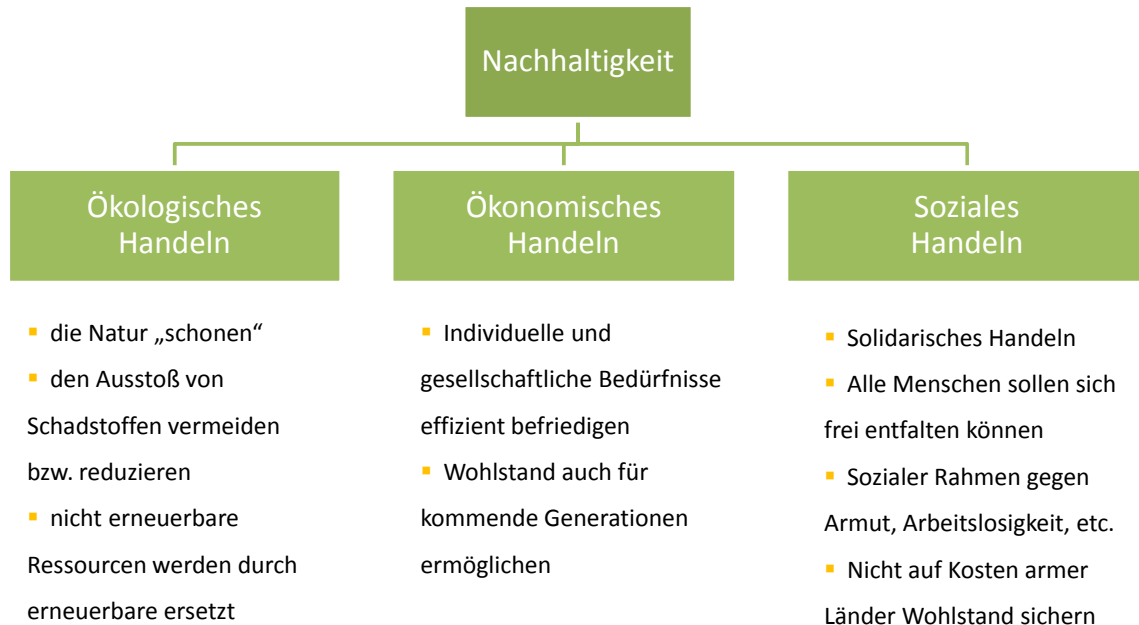 Nachhaltigkeit
Ökologisches
Handeln
▪ die Natur „schonen“
▪ den Ausstoß von
Schadstoffen vermeiden
bzw. reduzieren
▪ nicht erneuerbare
Ressourcen werden durch
erneuerbare ersetzt
Ökonomisches
Handeln
▪ Individuelle und
gesellschaftliche Bedürfnisse
effizient befriedigen
▪ Wohlstand auch für
kommende Generationen
ermöglichen
Soziales
Handeln
▪ Solidarisches Handeln
▪ Alle Menschen sollen sich
frei entfalten können
▪ Sozialer Rahmen gegen
Armut, Arbeitslosigkeit, etc.
▪ Nicht auf Kosten armer
Länder Wohlstand sichern